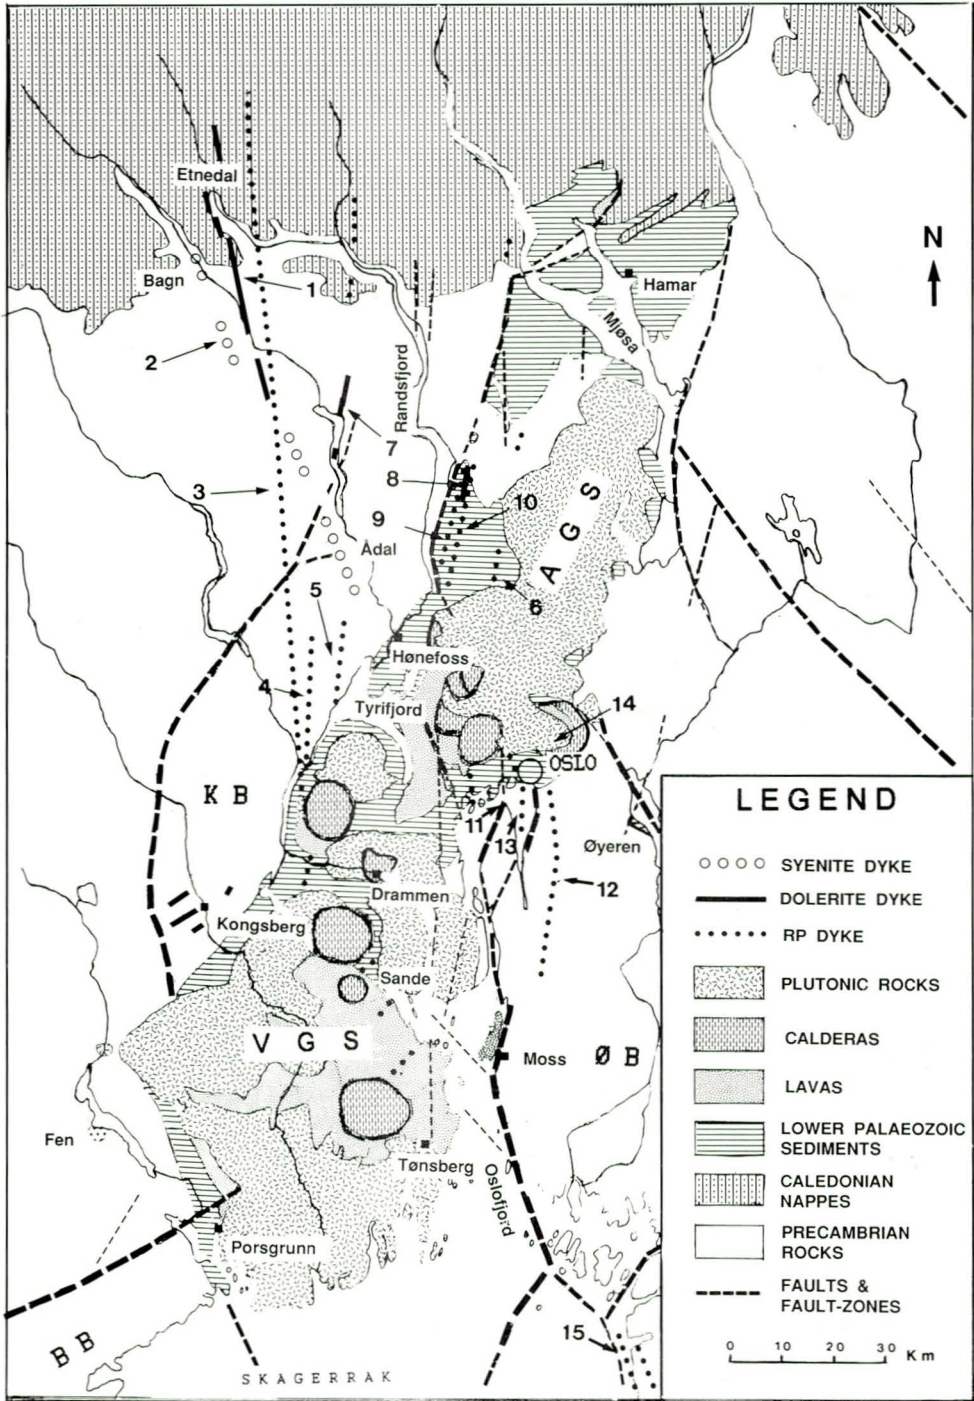 Etnedal
N
Bagn
1
Hamar
Mjøsa
2
Randsfjord
7
8
3
10
A G S
9
Ådal
6
5
Hønefoss
4
Tyrifjord
14
OSLO
K B
11
13
Øyeren
12
Drammen
Kongsberg
Sande
V G S
Moss
Ø B
Fen
Tønsberg
Oslofjord
Porsgrunn
B B
15
SKAGERRAK
LEGEND
SYENITE DYKE
DOLERITE DYKE
RP DYKE
PLUTONIC ROCKS
CALDERAS
LAVAS
LOWER PALAEOZOIC
SEDIMENTS
CALEDONIAN
NAPPES
PRECAMBRIAN
ROCKS
FAULTS &
FAULT-ZONES
0 10 20 30 Km